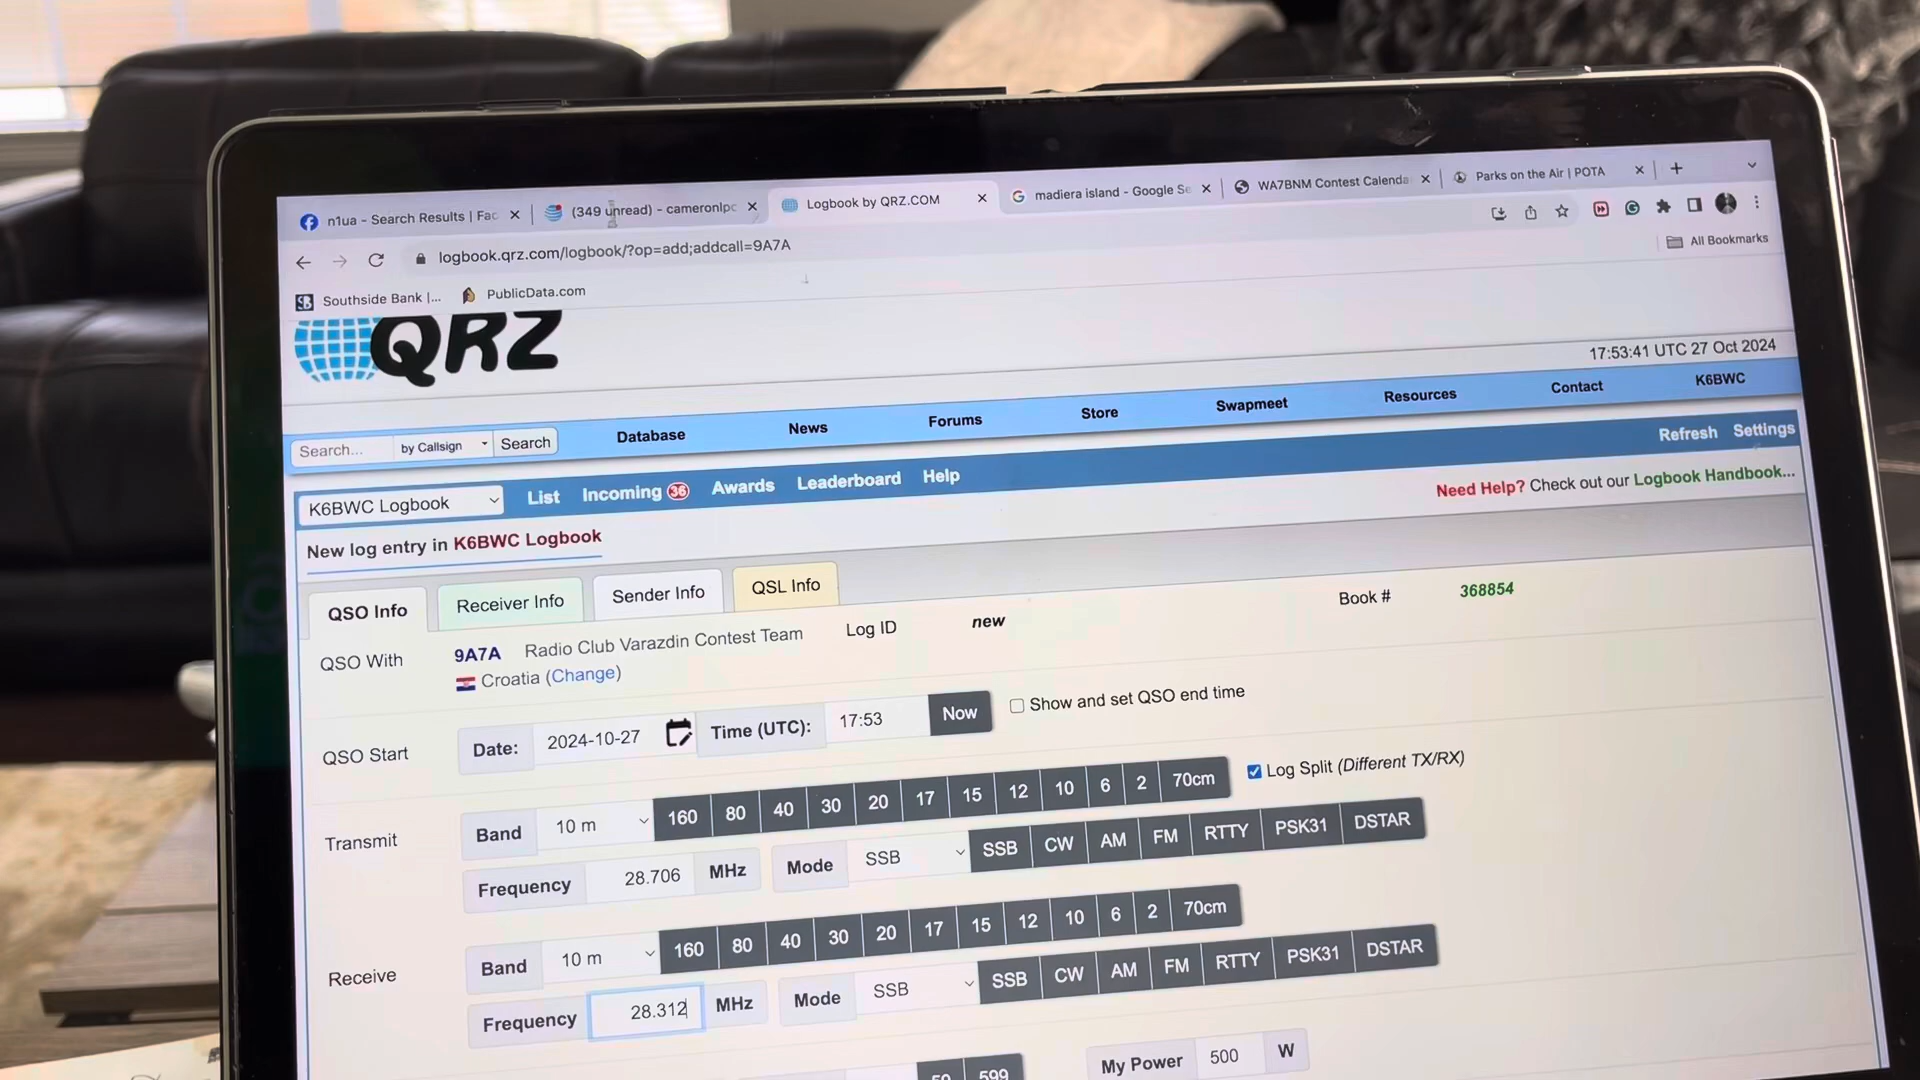 n1ua - Search Results | Fac
(349 unread) - cameronlpc
Logbook by QRZ.COM
madiera island - Google Se
WA7BNM Contest Calenda
Parks on the Air | POTA
logbook.qrz.com/logbook/?op=add;addcall=9A7A
All Bookmarks
Southside Bank |...
PublicData.com
QRZ
17:53:41 UTC 27 Oct 2024
Search... by Callsign Search
Database News Forums Store Swapmeet Resources Contact K6BWC
Refresh Settings
K6BWC Logbook List Incoming 36 Awards Leaderboard Help
Need Help? Check out our Logbook Handbook...
New log entry in K6BWC Logbook
QSO Info Receiver Info Sender Info QSL Info
QSO With 9A7A Radio Club Varazdin Contest Team Log ID new Book # 368854
Croatia (Change)
QSO Start Date: 2024-10-27 Time (UTC): 17:53 Now Show and set QSO end time
Transmit Band 10 m 160 80 40 30 20 17 15 12 10 6 2 70cm Log Split (Different TX/RX)
Frequency 28.706 MHz Mode SSB SSB CW AM FM RTTY PSK31 DSTAR
Receive Band 10 m 160 80 40 30 20 17 15 12 10 6 2 70cm
Frequency 28.312 MHz Mode SSB SSB CW AM FM RTTY PSK31 DSTAR
59 599 My Power 500 W